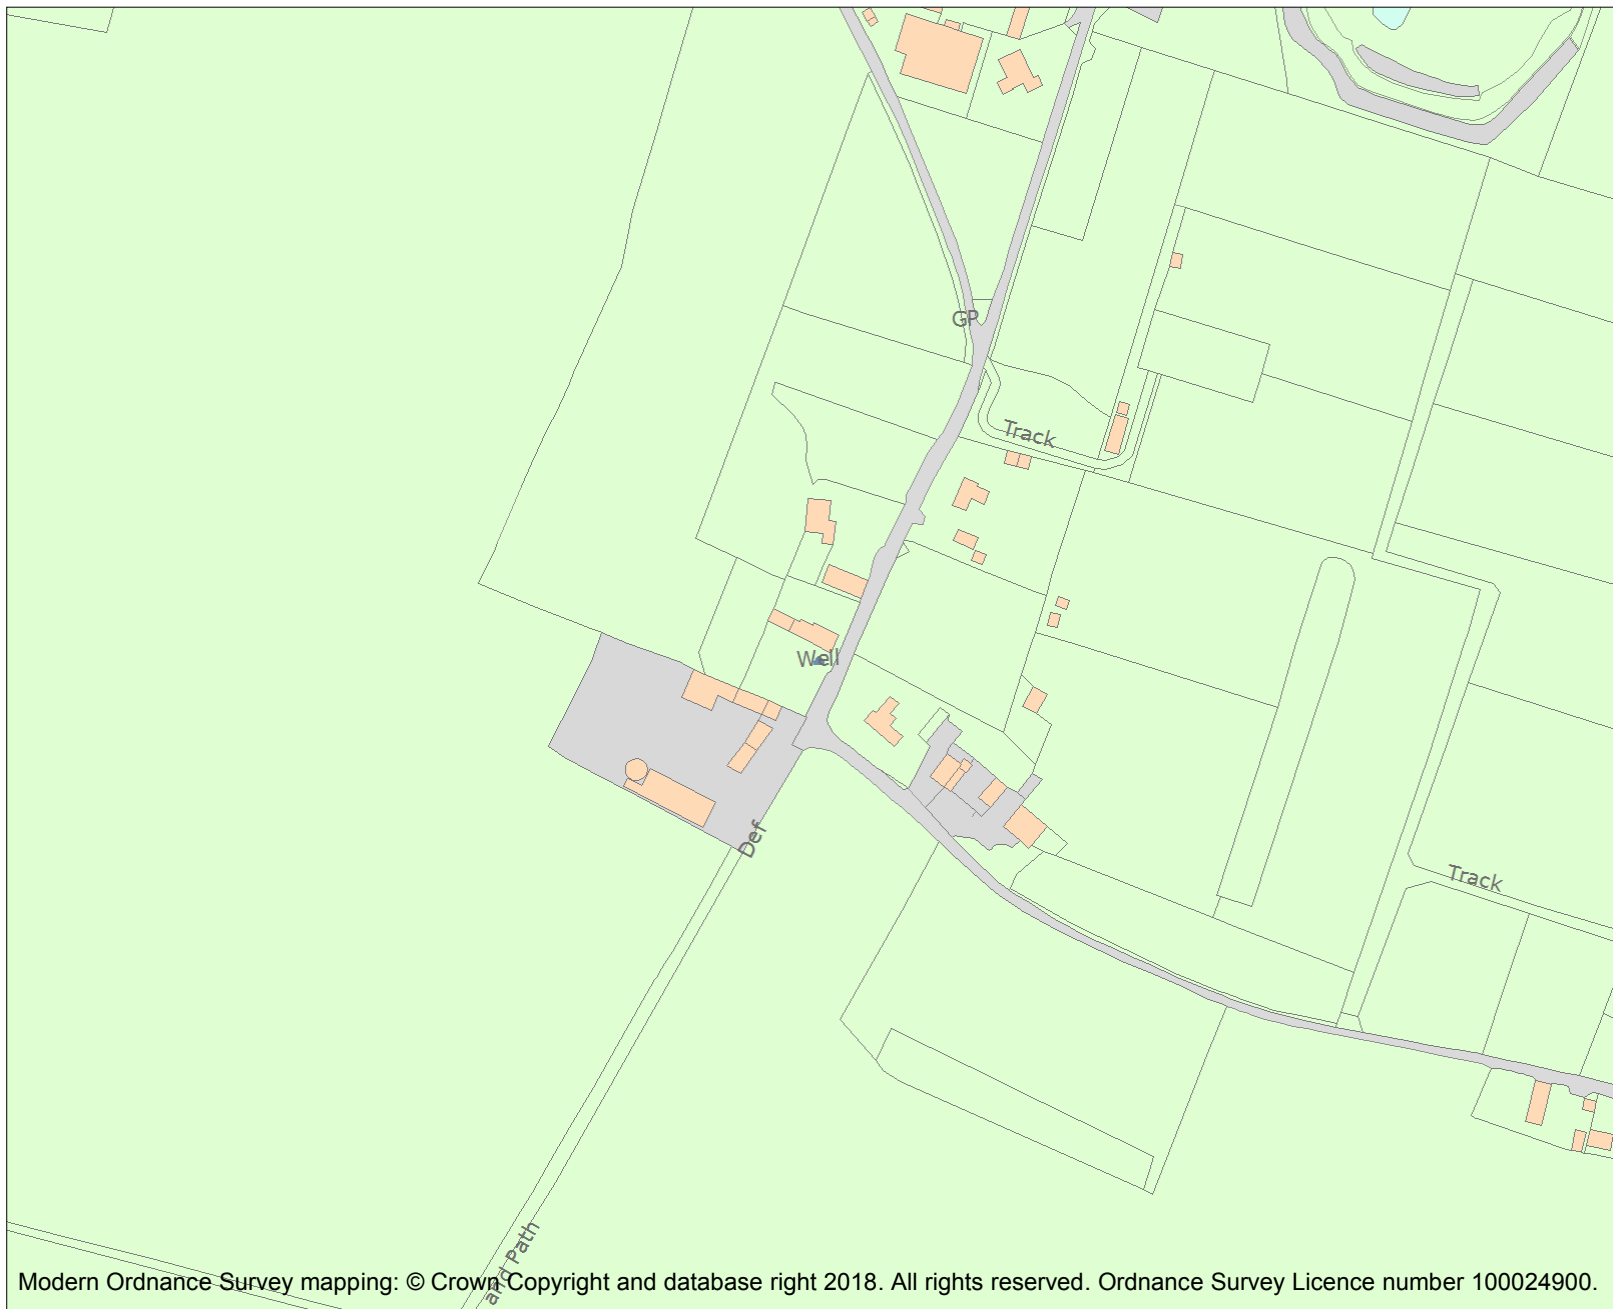 GP
Track
Well
Def
Track
and Path
Modern Ordnance Survey mapping: © Crown Copyright and database right 2018. All rights reserved. Ordnance Survey Licence number 100024900.